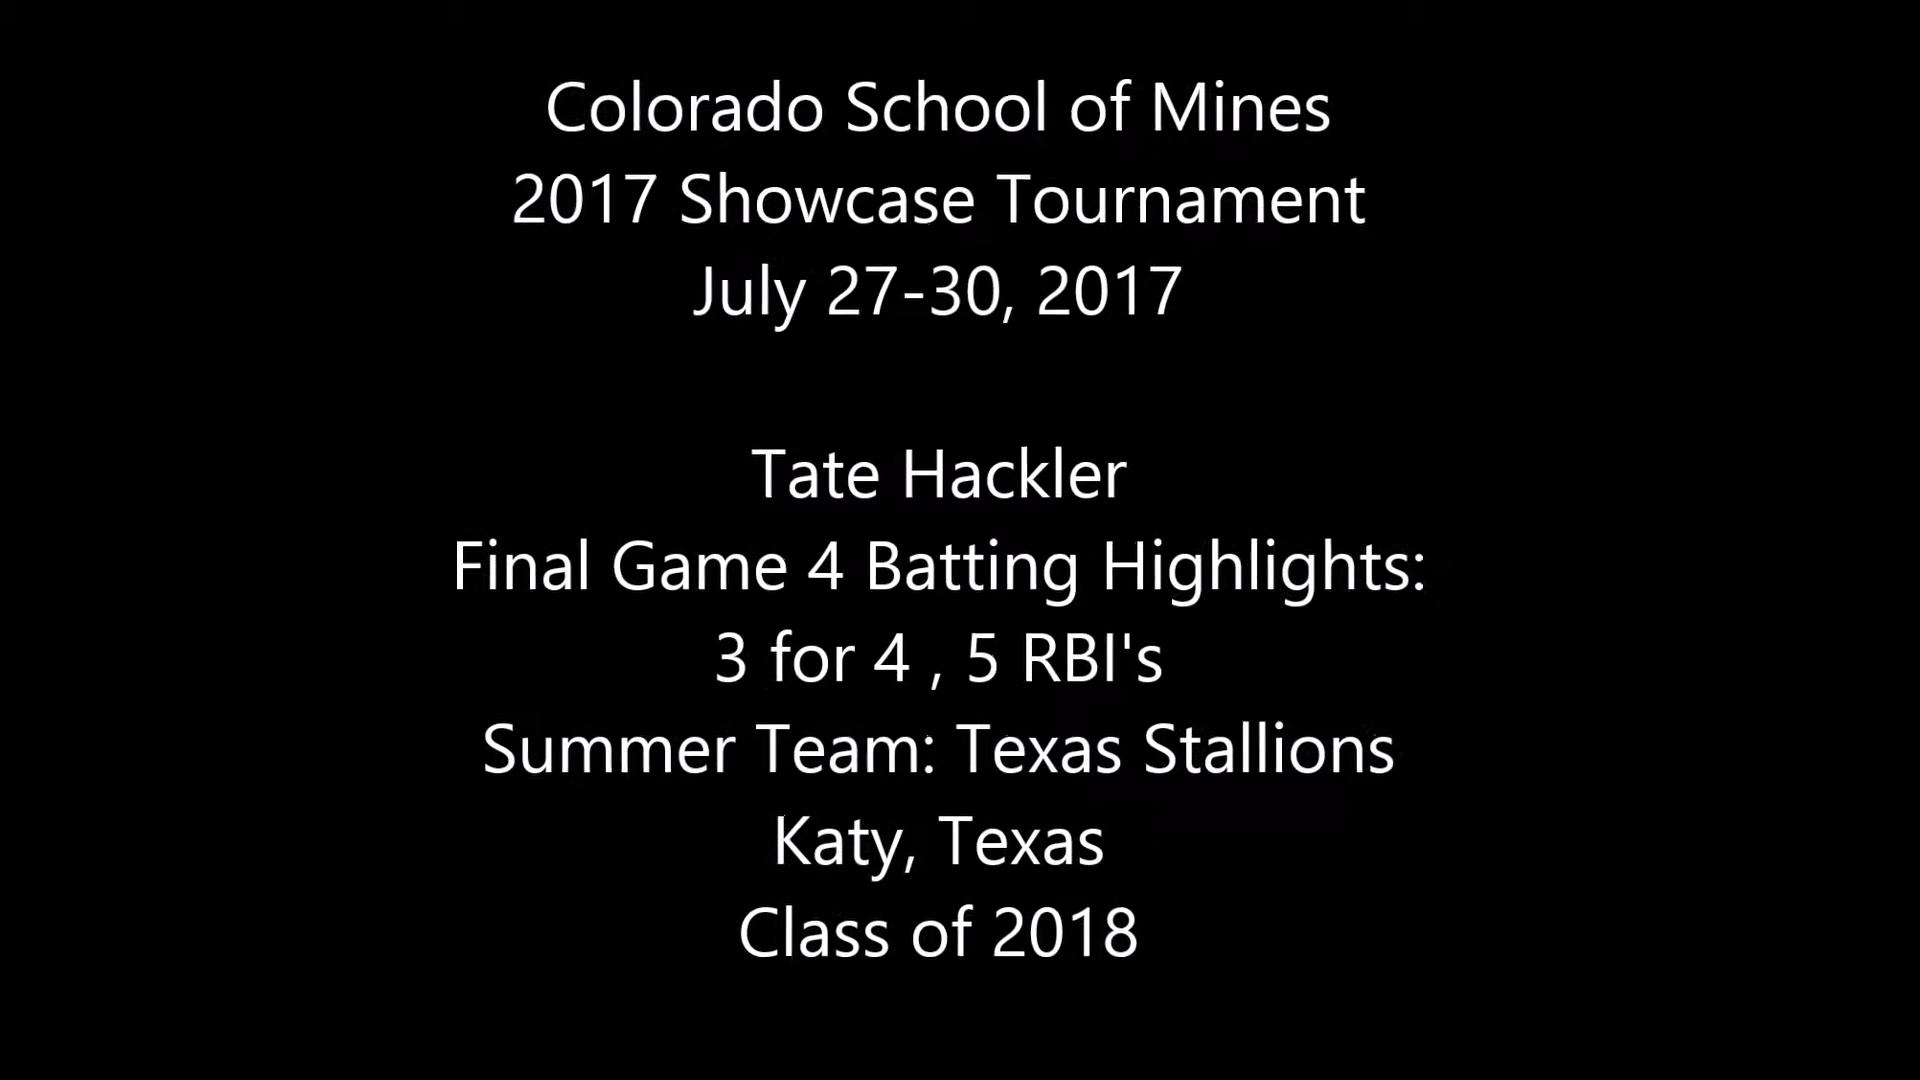 Colorado School of Mines
2017 Showcase Tournament
July 27-30, 2017
Tate Hackler
Final Game 4 Batting Highlights:
3 for 4 , 5 RBI's
Summer Team: Texas Stallions
Katy, Texas
Class of 2018